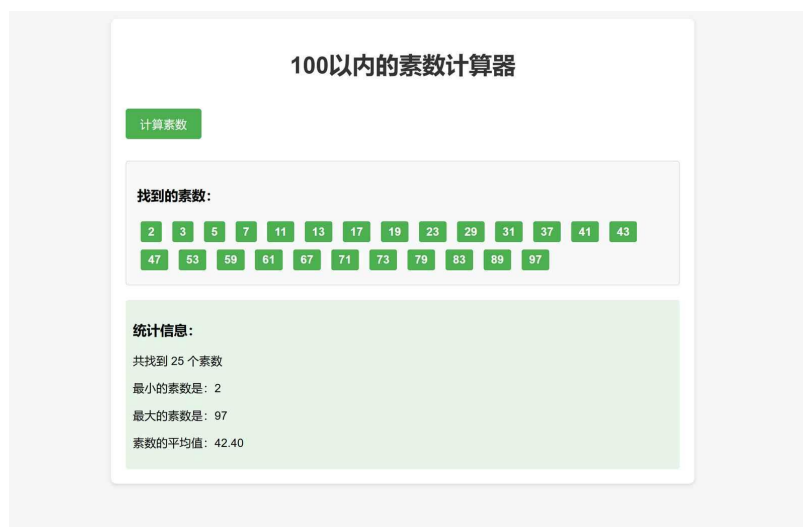 100以内的素数计算器
计算素数
找到的素数：
2 3 5 7 11 13 17 19 23 29 31 37 41 43
47 53 59 61 67 71 73 79 83 89 97
统计信息：
共找到 25 个素数
最小的素数是：2
最大的素数是：97
素数的平均值：42.40